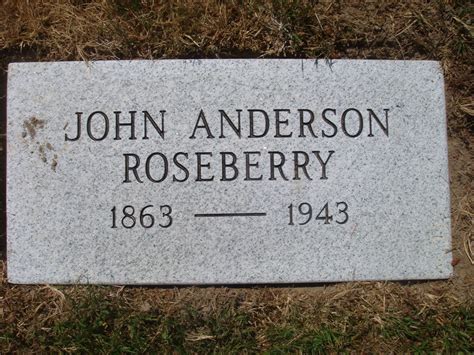 JOHN ANDERSON
ROSEBERRY
1863 — 1943